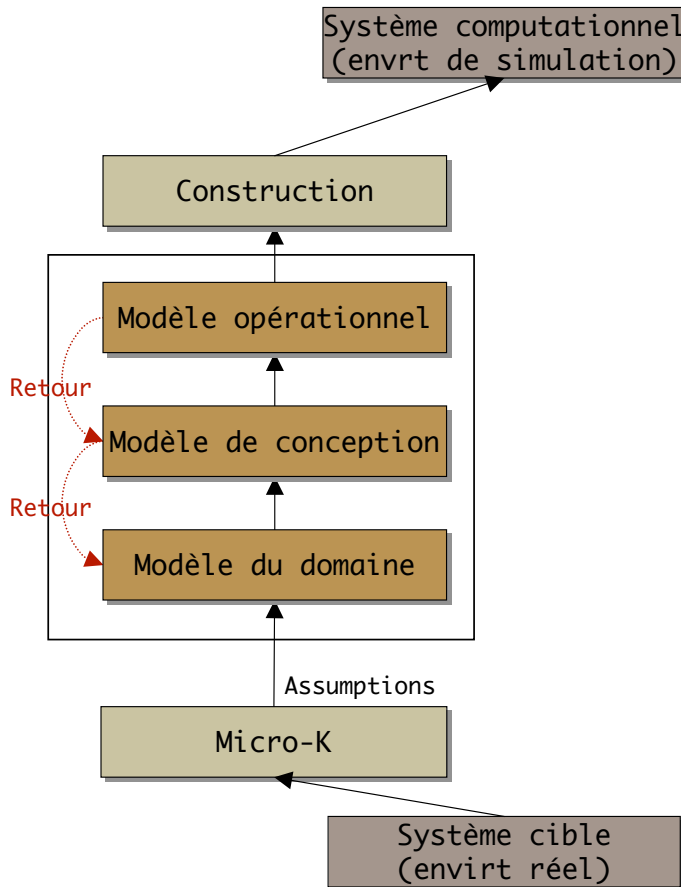 Système computationnel
(envrt de simulation)
Construction
Modèle opérationnel
Retour
Modèle de conception
Retour
Modèle du domaine
Assumptions
Micro-K
Système cible
(envirt réel)